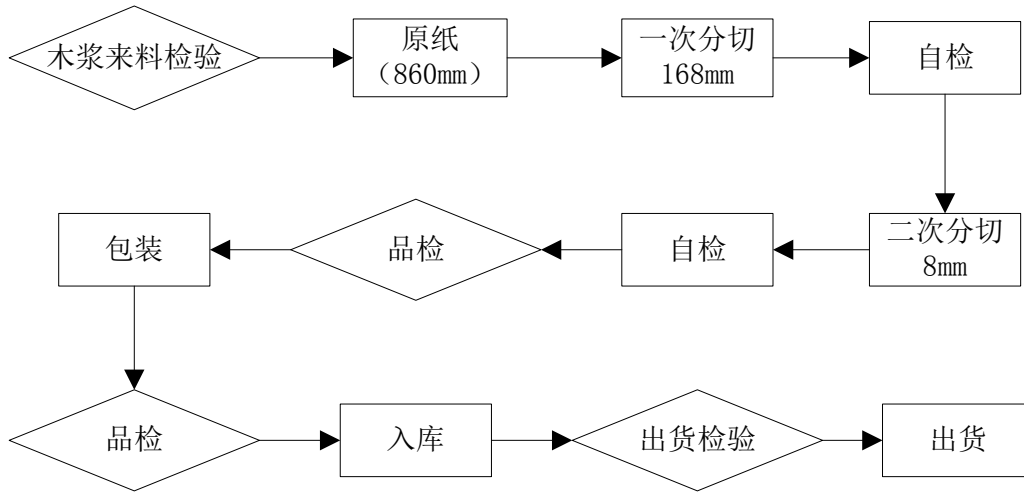 木浆来料检验
原纸
（860mm）
一次分切
168mm
自检
二次分切
8mm
自检
品检
包装
品检
入库
出货检验
出货